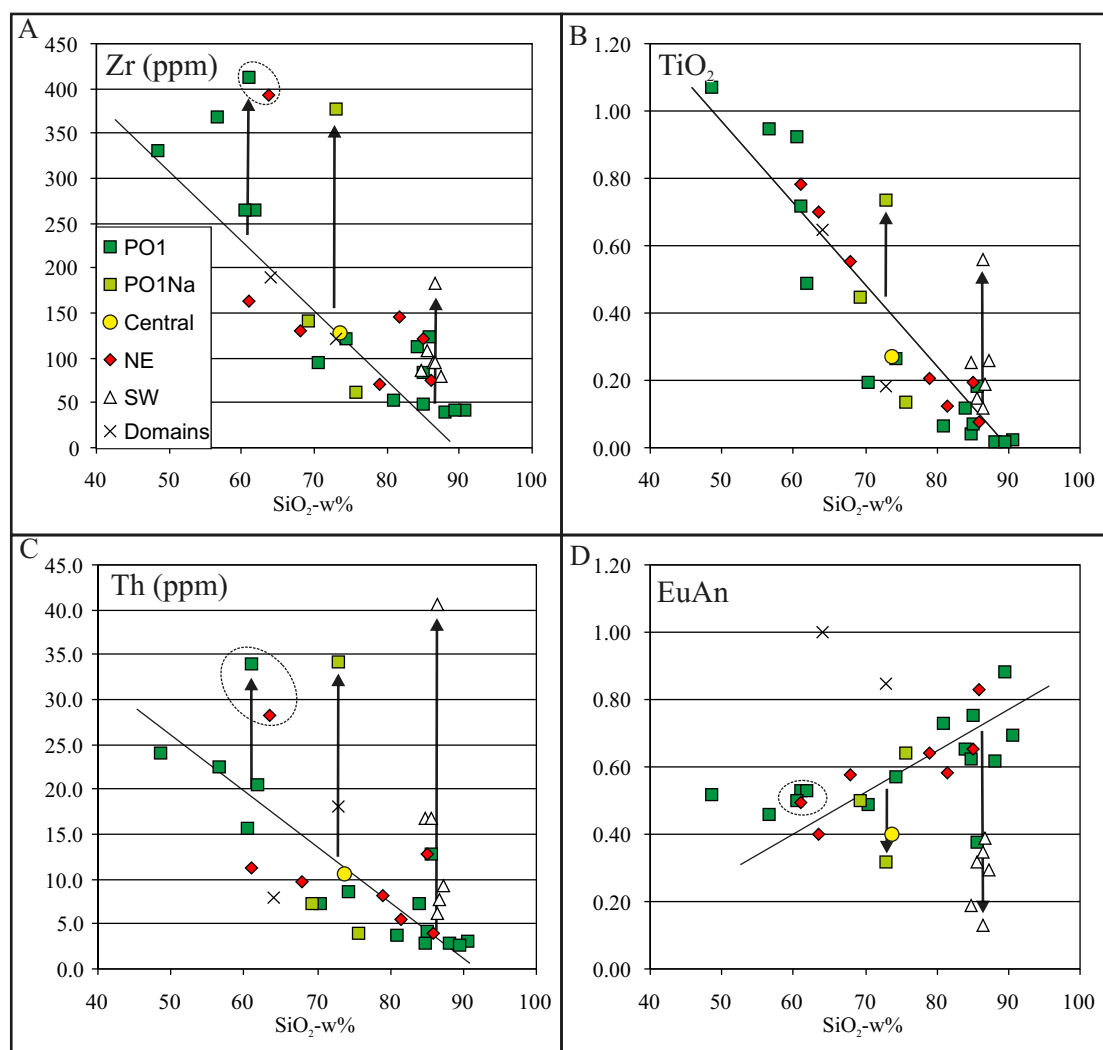 A
Zr (ppm)
450
400
350
300
250
200
150
100
50
0
PO1
PO1Na
Central
NE
SW
Domains
40 50 60 70 80 90 100
SiO₂-w%
B
TiO₂
1.20
1.00
0.80
0.60
0.40
0.20
0.00
40 50 60 70 80 90 100
SiO₂-w%
C
Th (ppm)
45.0
40.0
35.0
30.0
25.0
20.0
15.0
10.0
5.0
0.0
40 50 60 70 80 90 100
SiO₂-w%
D
EuAn
1.20
1.00
0.80
0.60
0.40
0.20
0.00
40 50 60 70 80 90 100
SiO₂-w%